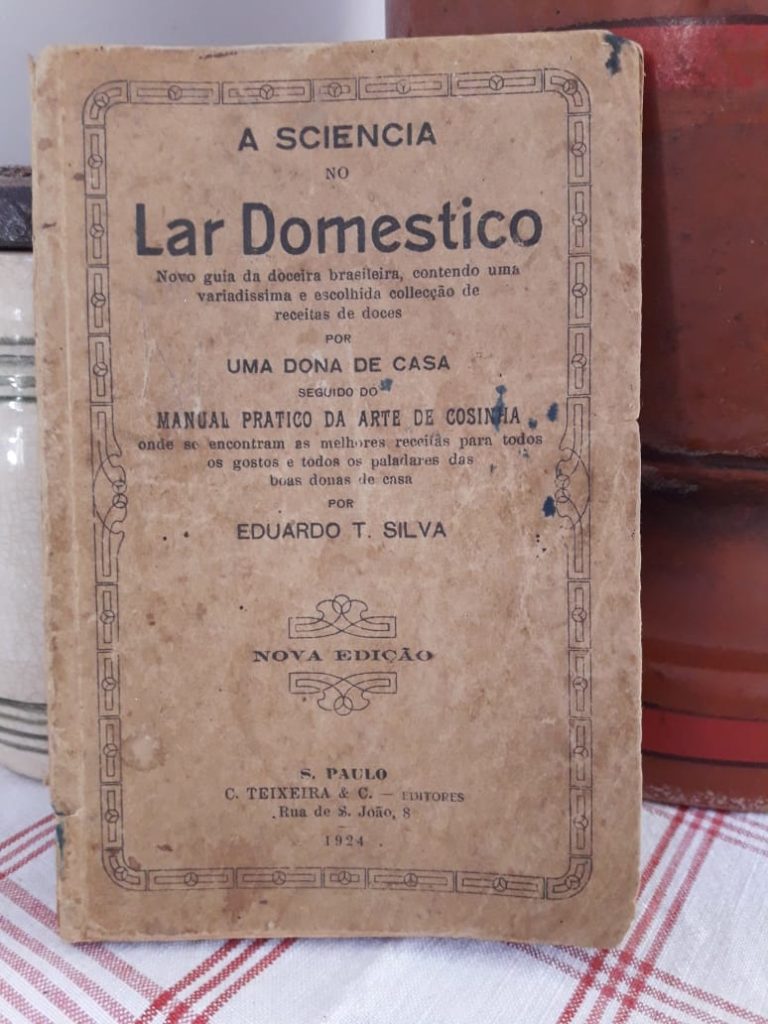 A SCIENCIA
NO
Lar Domestico
Novo guia da doceira brasileira, contendo uma
variadissima e escolhida collecção de
receitas de doces
POR
UMA DONA DE CASA
SEGUIDO DO
MANUAL PRATICO DA ARTE DE COSINHA
onde se encontram as melhores receitas para todos
os gostos e todos os paladares das
boas donas de casa
POR
EDUARDO T. SILVA
NOVA EDIÇÃO
S. PAULO
C. TEIXEIRA & C. — EDITORES
Rua de S. João, 8
1924